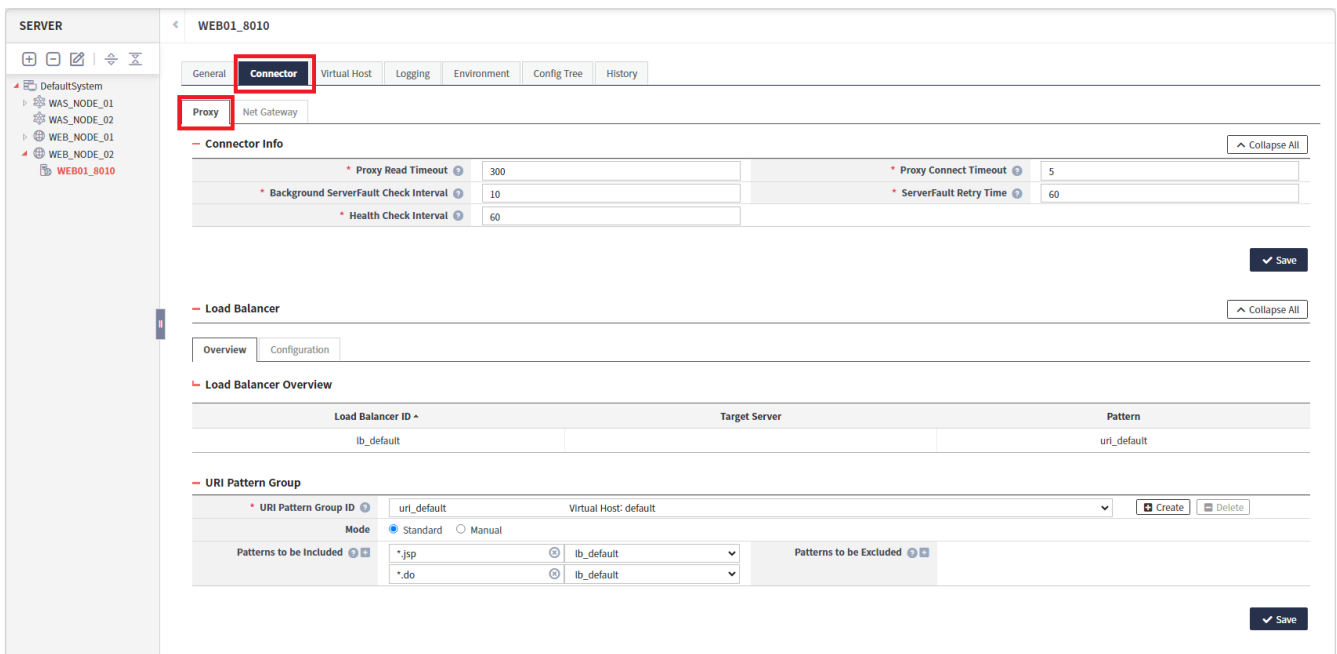 SERVER
WEB01_8010
DefaultSystem
WAS_NODE_01
WAS_NODE_02
WEB_NODE_01
WEB_NODE_02
WEB01_8010
General Connector Virtual Host Logging Environment Config Tree History
Proxy Net Gateway
Connector Info Collapse All
* Proxy Read Timeout 300 * Proxy Connect Timeout 5
* Background ServerFault Check Interval 10 * ServerFault Retry Time 60
* Health Check Interval 60
Save
Load Balancer Collapse All
Overview Configuration
Load Balancer Overview
Load Balancer ID Target Server Pattern
lb_default uri_default
URI Pattern Group
* URI Pattern Group ID uri_default Virtual Host: default Create Delete
Mode Standard Manual
Patterns to be Included *.jsp lb_default Patterns to be Excluded
*.do lb_default
Save